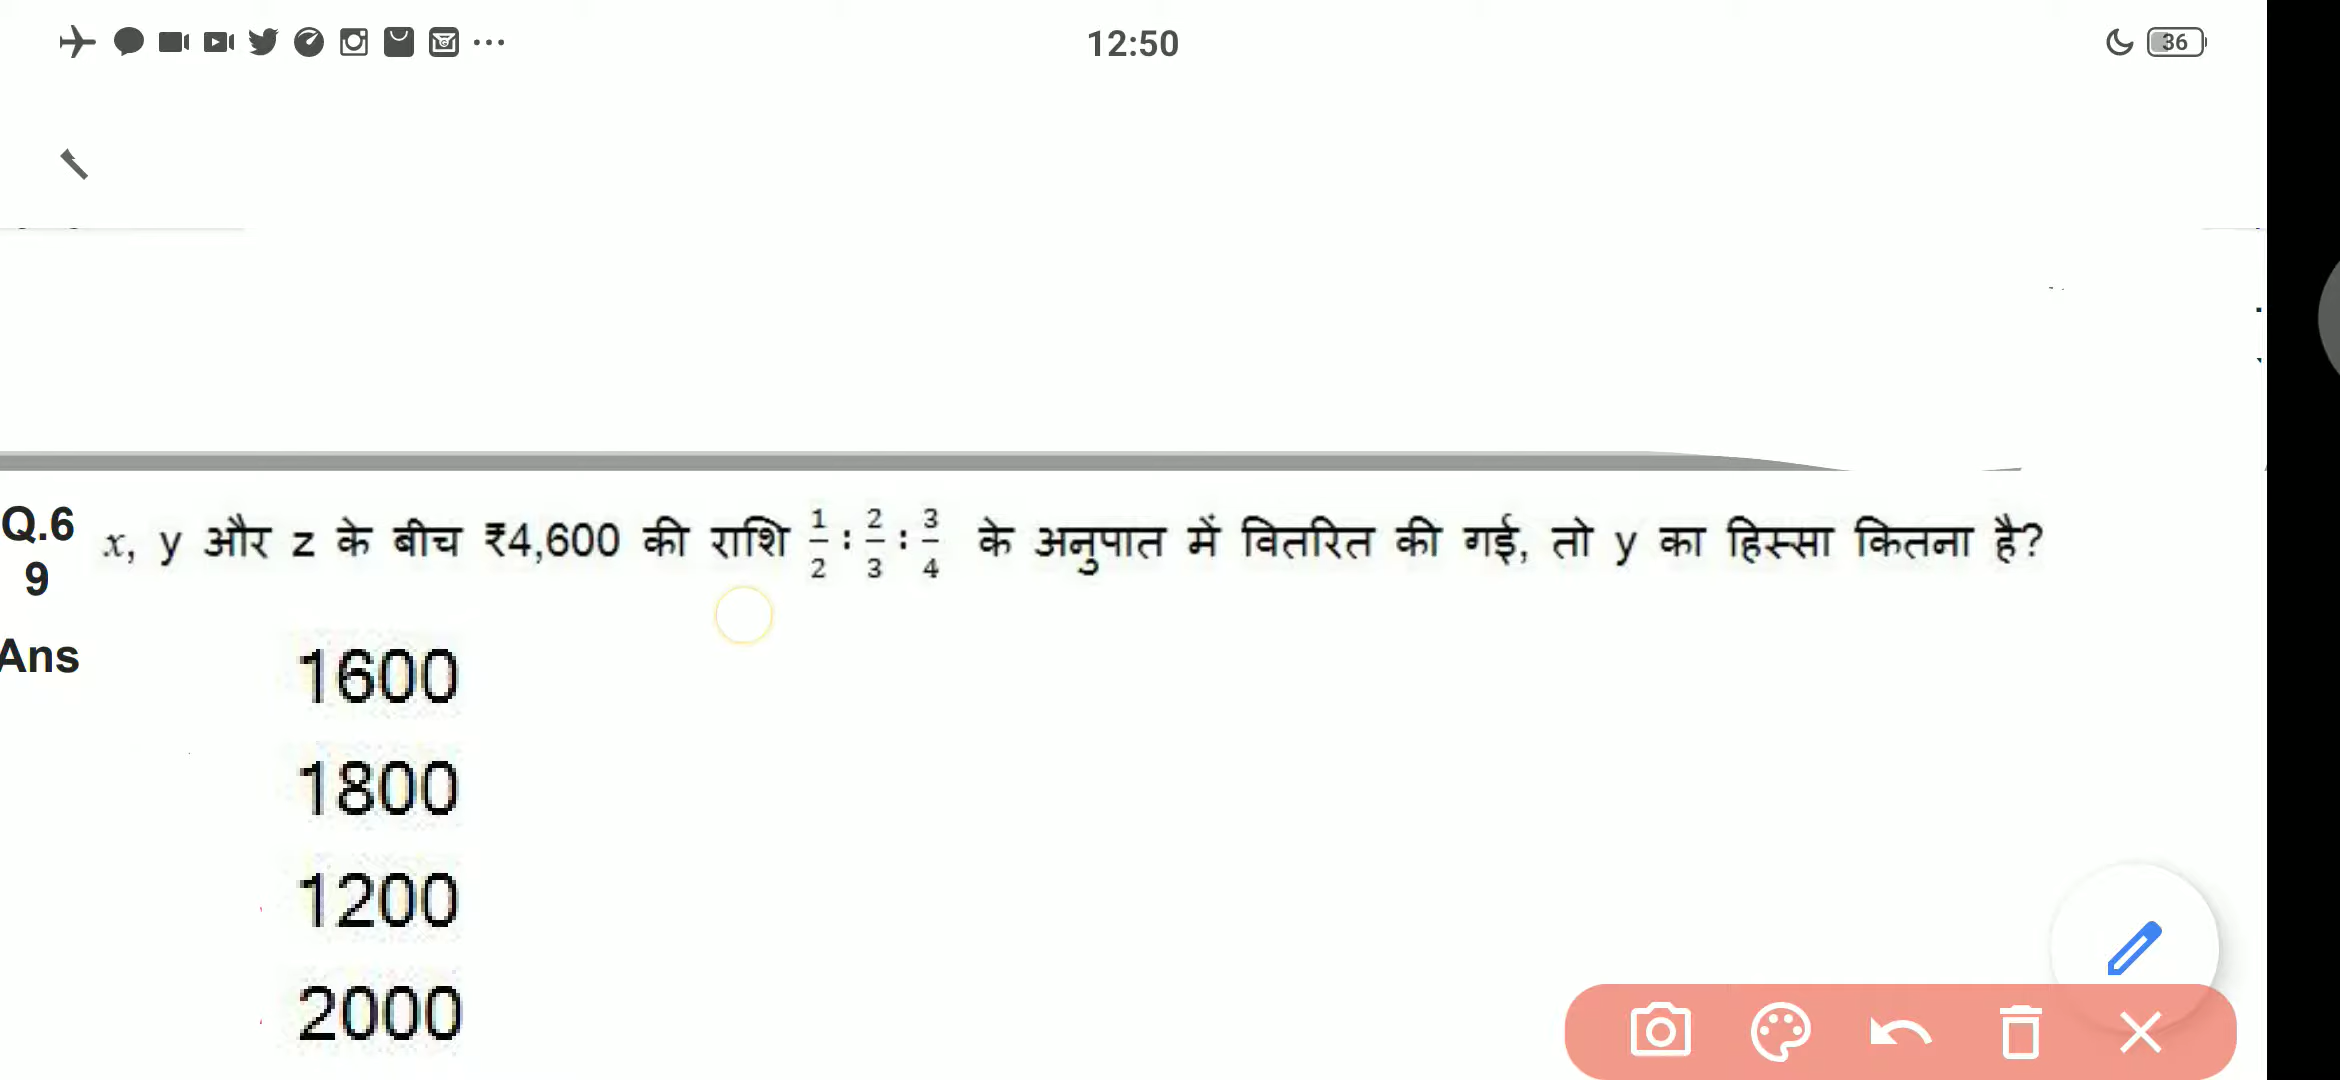 12:50
36
Q.6
9
x, y और z के बीच ₹4,600 की राशि 1/2 : 2/3 : 3/4 के अनुपात में वितरित की गई, तो y का हिस्सा कितना है?
Ans
1600
1800
1200
2000